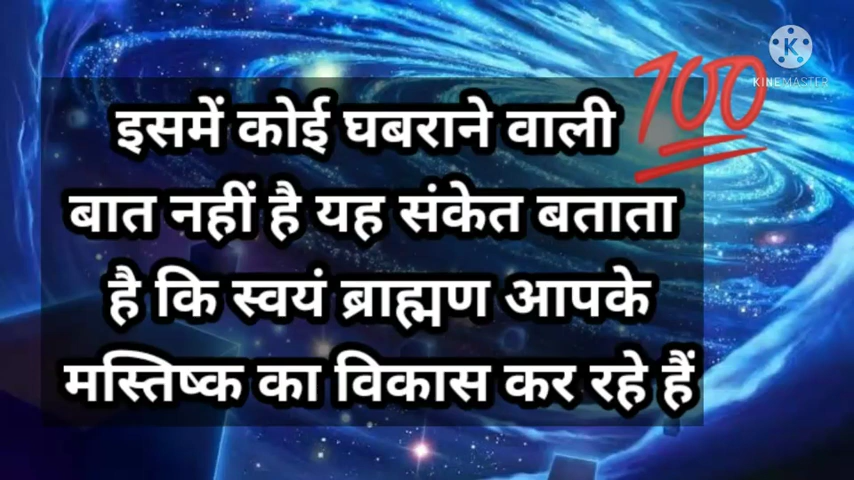 इसमें कोई घबराने वाली
बात नहीं है यह संकेत बताता
है कि स्वयं ब्राह्मण आपके
मस्तिष्क का विकास कर रहे हैं
100
K
KINEMASTER